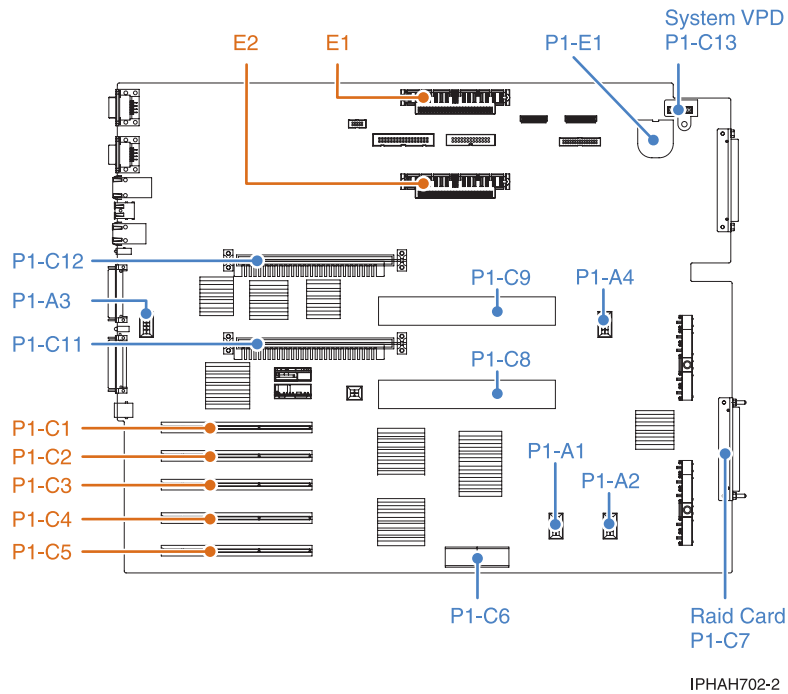 System VPD
P1-C13
E2
E1
P1-E1
P1-C12
P1-A3
P1-C11
P1-C9
P1-A4
P1-C8
P1-C1
P1-C2
P1-C3
P1-C4
P1-C5
P1-A1
P1-A2
P1-C6
Raid Card
P1-C7
IPHAH702-2